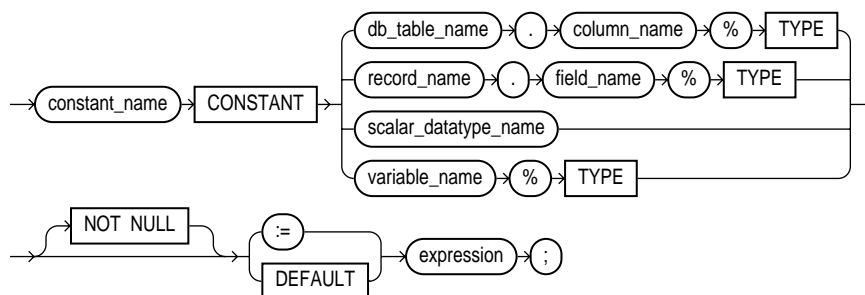 db_table_name . column_name % TYPE
record_name . field_name % TYPE
constant_name CONSTANT
scalar_datatype_name
variable_name % TYPE
NOT NULL
:=
expression ;
DEFAULT